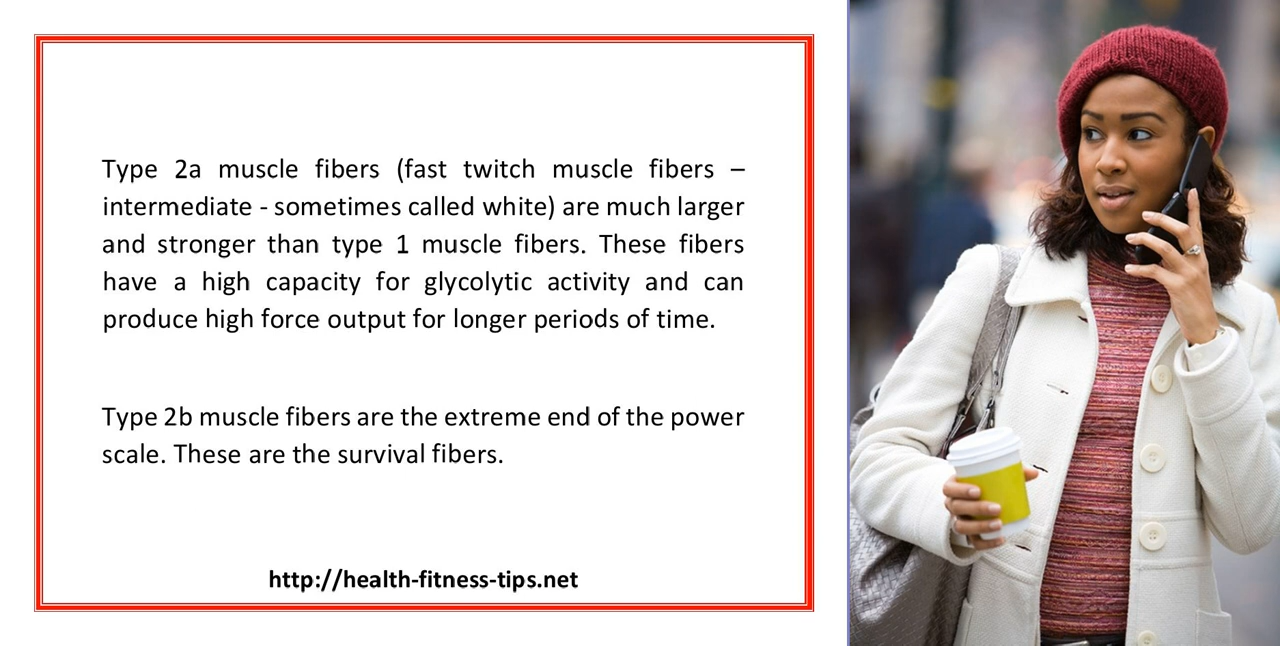 Type 2a muscle fibers (fast twitch muscle fibers –
intermediate - sometimes called white) are much larger
and stronger than type 1 muscle fibers. These fibers
have a high capacity for glycolytic activity and can
produce high force output for longer periods of time.
Type 2b muscle fibers are the extreme end of the power
scale. These are the survival fibers.
http://health-fitness-tips.net